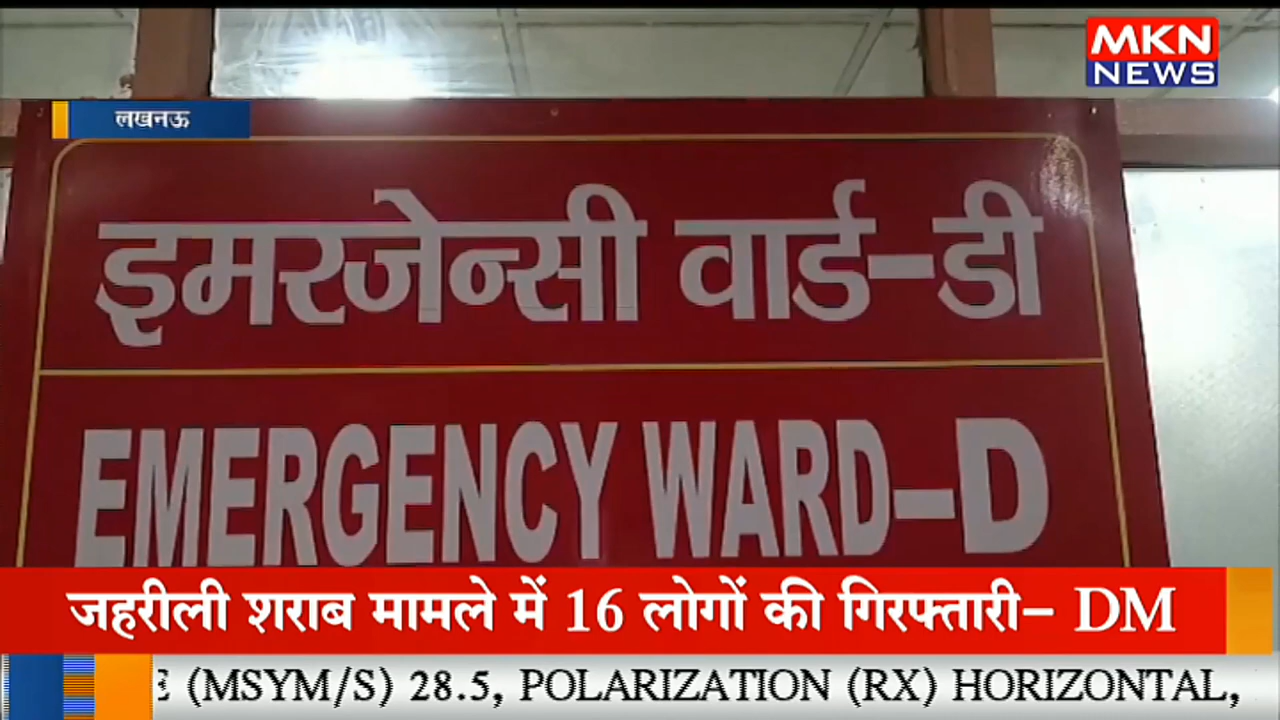 MKN
NEWS
लखनऊ
इमरजेन्सी वार्ड-डी
EMERGENCY WARD-D
जहरीली शराब मामले में 16 लोगों की गिरफ्तारी- DM
(MSYM/S) 28.5, POLARIZATION (RX) HORIZONTAL,